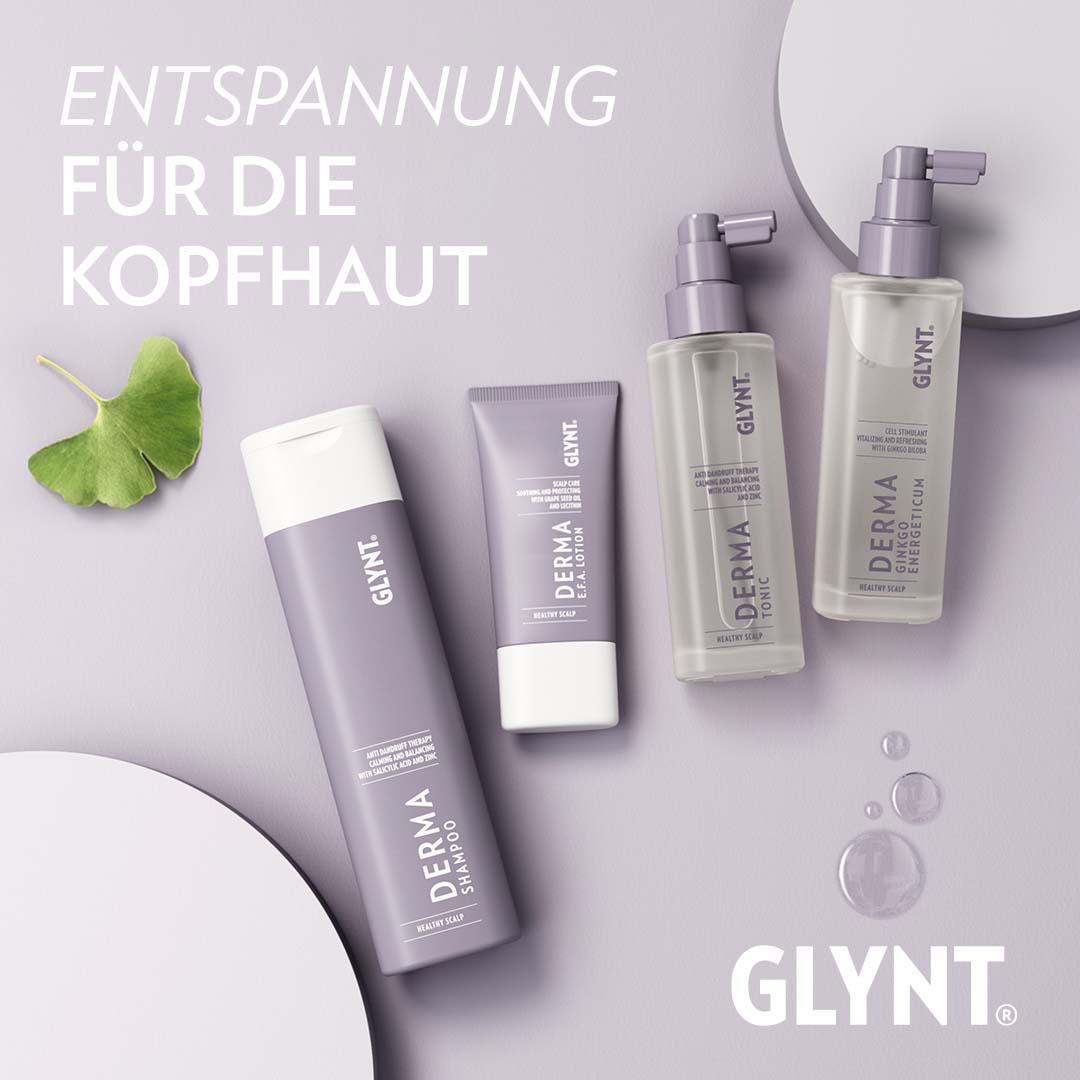 ENTSPANNUNG
FÜR DIE
KOPFHAUT
GLYNT®
ANTI DANDRUFF THERAPY
CALMING AND BALANCING
WITH SALICYLIC ACID AND ZINC
DERMA
SHAMPOO
HEALTHY SCALP
GLYNT®
SCALP CARE
SOOTHING AND PROTECTING
WITH GRAPE SEED OIL
AND LECITHIN
DERMA
E.F.A. LOTION
HEALTHY SCALP
GLYNT®
ANTI DANDRUFF THERAPY
CALMING AND BALANCING
WITH SALICYLIC ACID
AND ZINC
DERMA
TONIC
HEALTHY SCALP
GLYNT®
CELL STIMULANT
VITALIZING AND REFRESHING
WITH GINKGO BILOBA
DERMA
GINKGO
ENERGETICUM
HEALTHY SCALP
GLYNT®